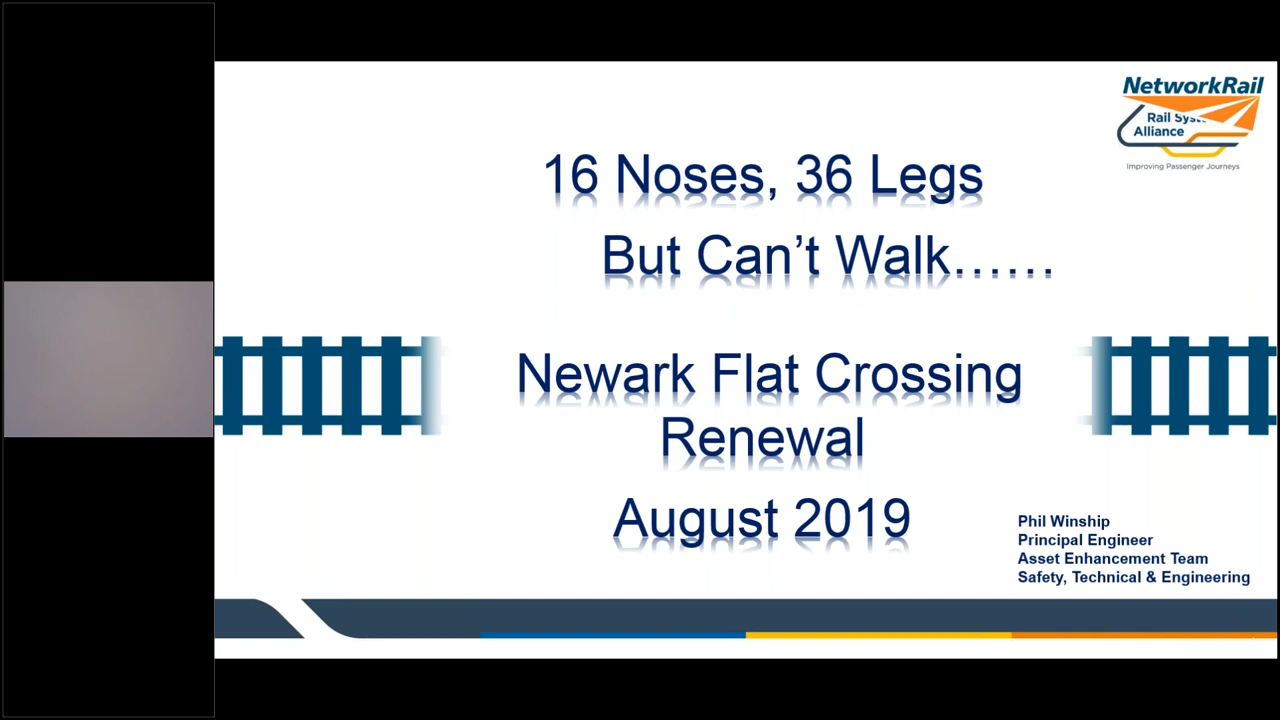 NetworkRail
Rail Syst
Alliance
Improving Passenger Journeys
16 Noses, 36 Legs
But Can’t Walk……
Newark Flat Crossing
Renewal
August 2019
Phil Winship
Principal Engineer
Asset Enhancement Team
Safety, Technical & Engineering